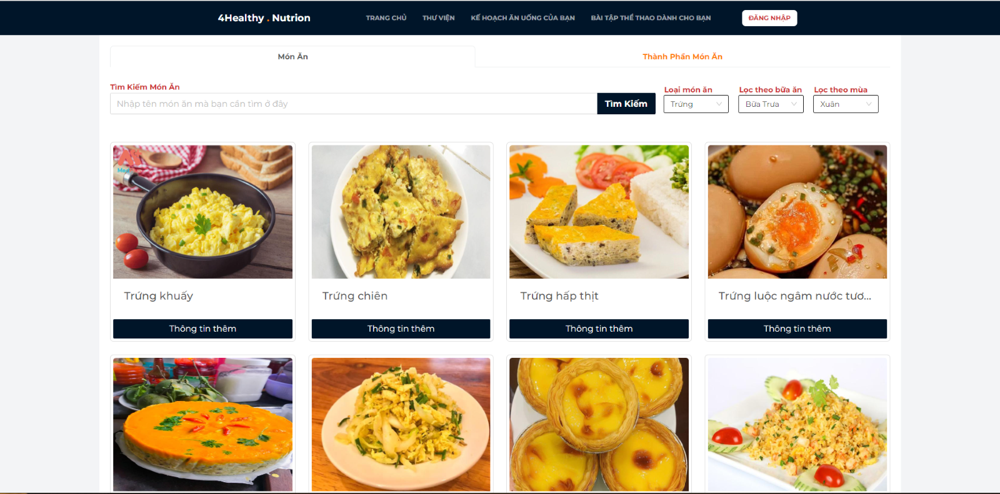 4Healthy . Nutrion
TRANG CHỦ
THƯ VIỆN
KẾ HOẠCH ĂN UỐNG CỦA BẠN
BÀI TẬP THỂ THAO DÀNH CHO BẠN
ĐĂNG NHẬP
Món Ăn
Thành Phần Món Ăn
Tìm Kiếm Món Ăn
Nhập tên món ăn mà bạn cần tìm ở đây
Tìm Kiếm
Loại món ăn
Trứng
Lọc theo bữa ăn
Bữa Trưa
Lọc theo mùa
Xuân
Trứng khuấy
Thông tin thêm
Trứng chiên
Thông tin thêm
Trứng hấp thịt
Thông tin thêm
Trứng luộc ngâm nước tươ...
Thông tin thêm